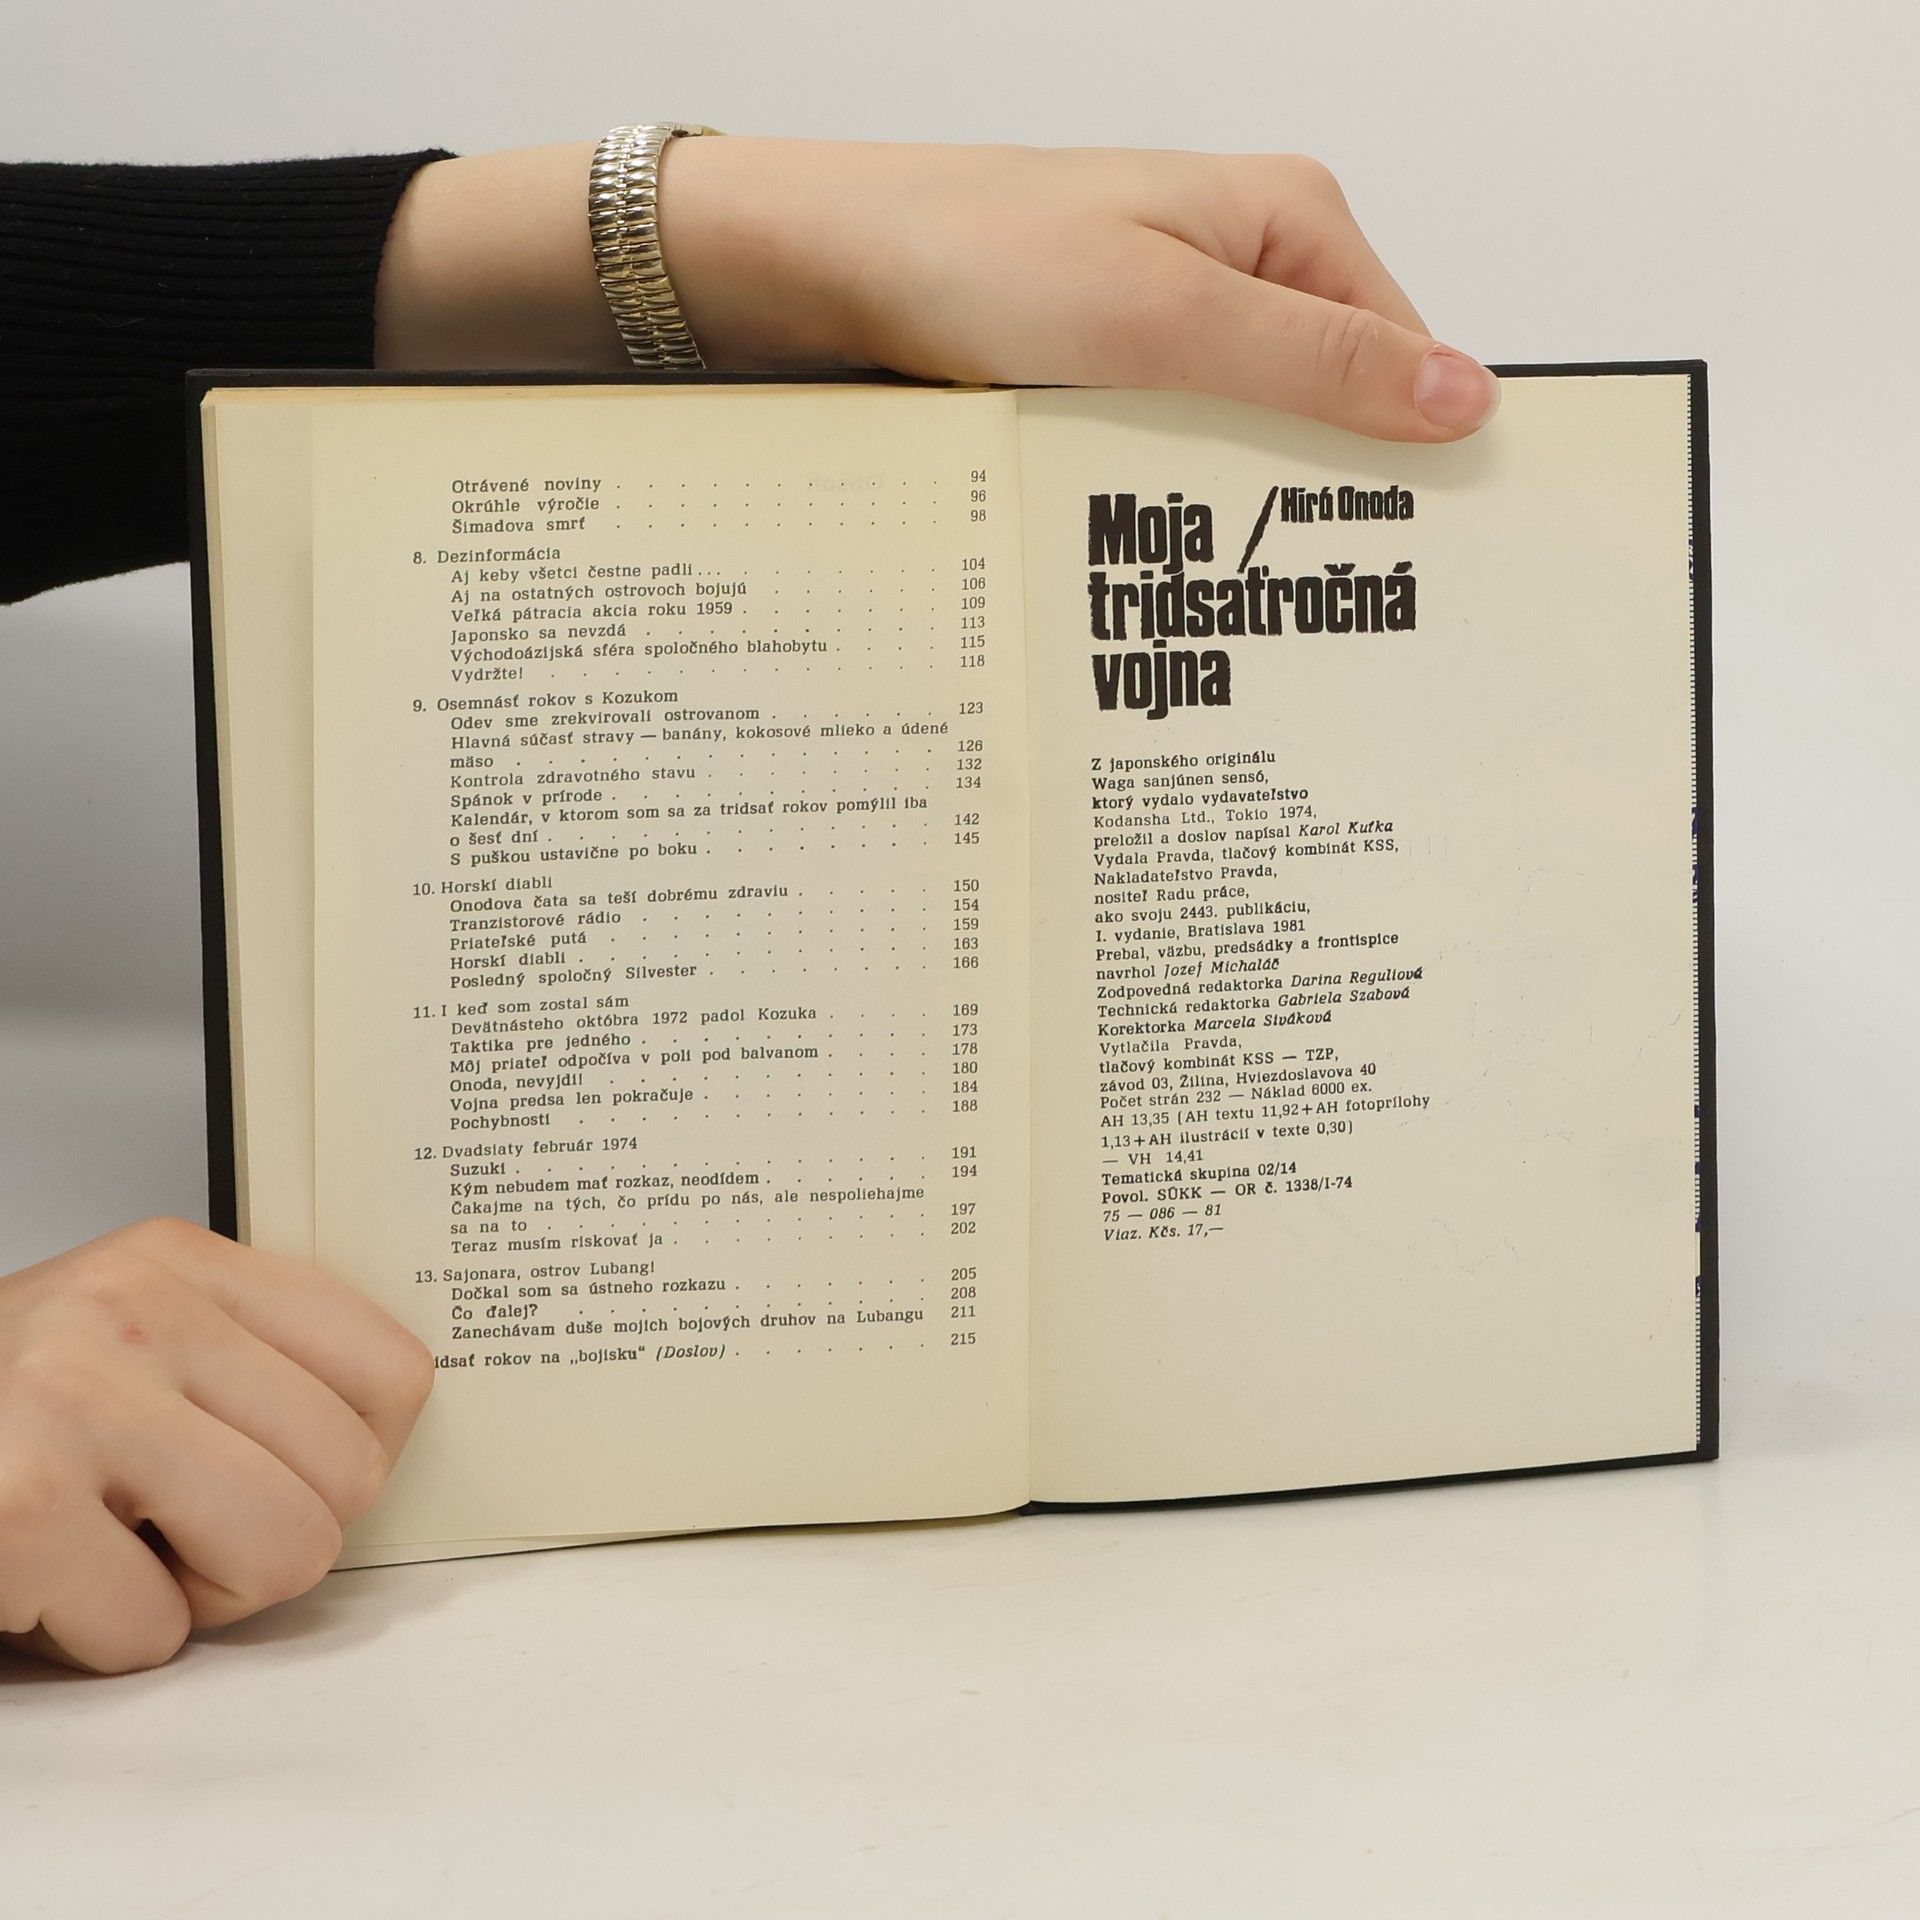 Otrávené noviny . . . . . . . . . . . 94
Okrúhle výročie . . . . . . . . . . . 96
Šimadova smrť . . . . . . . . . . . 98
8. Dezinformácia
Aj keby všetci čestne padli... . . . . . . . 104
Aj na ostatných ostrovoch bojujú . . . . . . 106
Veľká pátracia akcia roku 1959 . . . . . . . 109
Japonsko sa nevzdá . . . . . . . . . . 113
Východoázijská sféra spoločného blahobytu . . . . 115
Vydržte! . . . . . . . . . . . . . 118
9. Osemnásť rokov s Kozukom
Odev sme zrekvirovali ostrovanom . . . . . . 123
Hlavná súčasť stravy — banány, kokosové mlieko a údené
mäso . . . . . . . . . . . . . . 126
Kontrola zdravotného stavu . . . . . . . . 132
Spánok v prírode . . . . . . . . . . . 134
Kalendár, v ktorom som sa za tridsať rokov pomýlil iba
o šesť dní . . . . . . . . . . . . . 142
S puškou ustavične po boku . . . . . . . . 145
10. Horskí diabli
Onodova čata sa teší dobrému zdraviu . . . . . 150
Tranzistorové rádio . . . . . . . . . . 154
Priateľské putá . . . . . . . . . . . 159
Horskí diabli . . . . . . . . . . . . 163
Posledný spoločný Silvester . . . . . . . . 166
11. I keď som zostal sám
Devätnásteho októbra 1972 padol Kozuka . . . . 169
Taktika pre jedného . . . . . . . . . . 173
Môj priateľ odpočíva v poli pod balvanom . . . . 178
Onoda, nevyjdi! . . . . . . . . . . . 180
Vojna predsa len pokračuje . . . . . . . . 184
Pochybnosti . . . . . . . . . . . . 188
12. Dvadsiaty február 1974
Suzuki . . . . . . . . . . . . . . 191
Kým nebudem mať rozkaz, neodídem . . . . . . 194
Čakajme na tých, čo prídu po nás, ale nespoliehajme
sa na to . . . . . . . . . . . . . 197
Teraz musím riskovať ja . . . . . . . . . 202
13. Sajonara, ostrov Lubang!
Dočkal som sa ústneho rozkazu . . . . . . . 205
Čo ďalej? . . . . . . . . . . . . 208
Zanechávam duše mojich bojových druhov na Lubangu 211
idsať rokov na „bojisku“ (Doslov) . . . . . . . 215
Moja / Hiró Onoda
tridsaťročná
vojna
Z japonského originálu
Waga sanjúnen sensó,
ktorý vydalo vydavateľstvo
Kodansha Ltd., Tokio 1974,
preložil a doslov napísal Karol Kuťka
Vydala Pravda, tlačový kombinát KSS,
Nakladateľstvo Pravda,
nositeľ Radu práce,
ako svoju 2443. publikáciu,
I. vydanie, Bratislava 1981
Prebal, väzbu, predsádky a frontispice
navrhol Jozef Michaláč
Zodpovedná redaktorka Darina Reguliová
Technická redaktorka Gabriela Szabová
Korektorka Marcela Siváková
Vytlačila Pravda,
tlačový kombinát KSS — TZP,
závod 03, Žilina, Hviezdoslavova 40
Počet strán 232 — Náklad 6000 ex.
AH 13,35 (AH textu 11,92+AH fotoprílohy
1,13+AH ilustrácií v texte 0,30)
— VH 14,41
Tematická skupina 02/14
Povol. SÚKK — OR č. 1338/I-74
75 — 086 — 81
Viaz. Kčs. 17,—